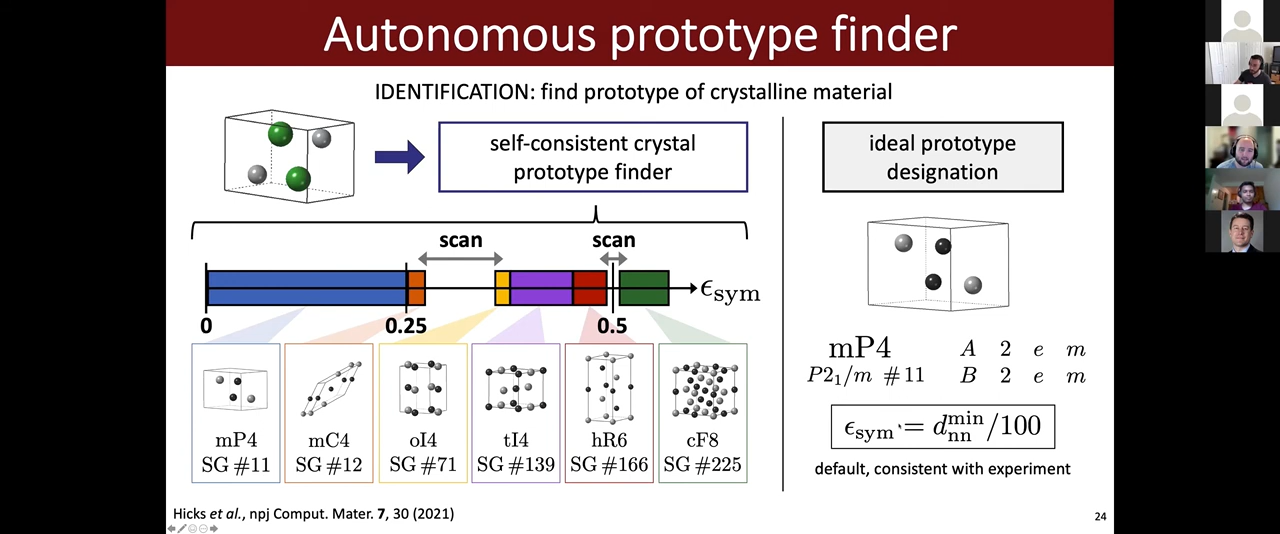 Autonomous prototype finder
IDENTIFICATION: find prototype of crystalline material
self-consistent crystal
prototype finder
scan
scan
ϵsym
0
0.25
0.5
mP4
SG #11
mC4
SG #12
oI4
SG #71
tI4
SG #139
hR6
SG #166
cF8
SG #225
ideal prototype
designation
mP4 A 2 e m
P2₁/m #11 B 2 e m
ϵsym = dₙₙᵐⁱⁿ/100
default, consistent with experiment
Hicks et al., npj Comput. Mater. 7, 30 (2021)
24